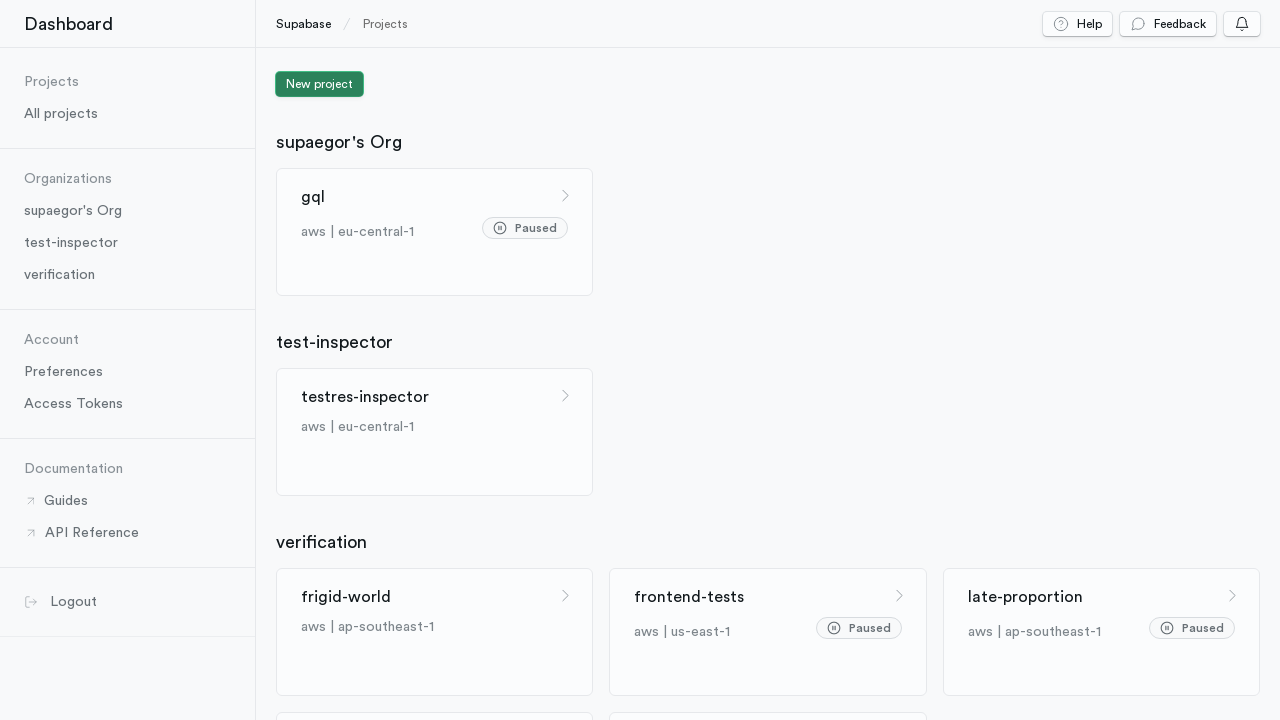 Dashboard
Supabase / Projects
Help
Feedback
Projects
All projects
Organizations
supaegor's Org
test-inspector
verification
Account
Preferences
Access Tokens
Documentation
Guides
API Reference
Logout
New project
supaegor's Org
gql
aws | eu-central-1
Paused
test-inspector
testres-inspector
aws | eu-central-1
verification
frigid-world
aws | ap-southeast-1
frontend-tests
aws | us-east-1
Paused
late-proportion
aws | ap-southeast-1
Paused